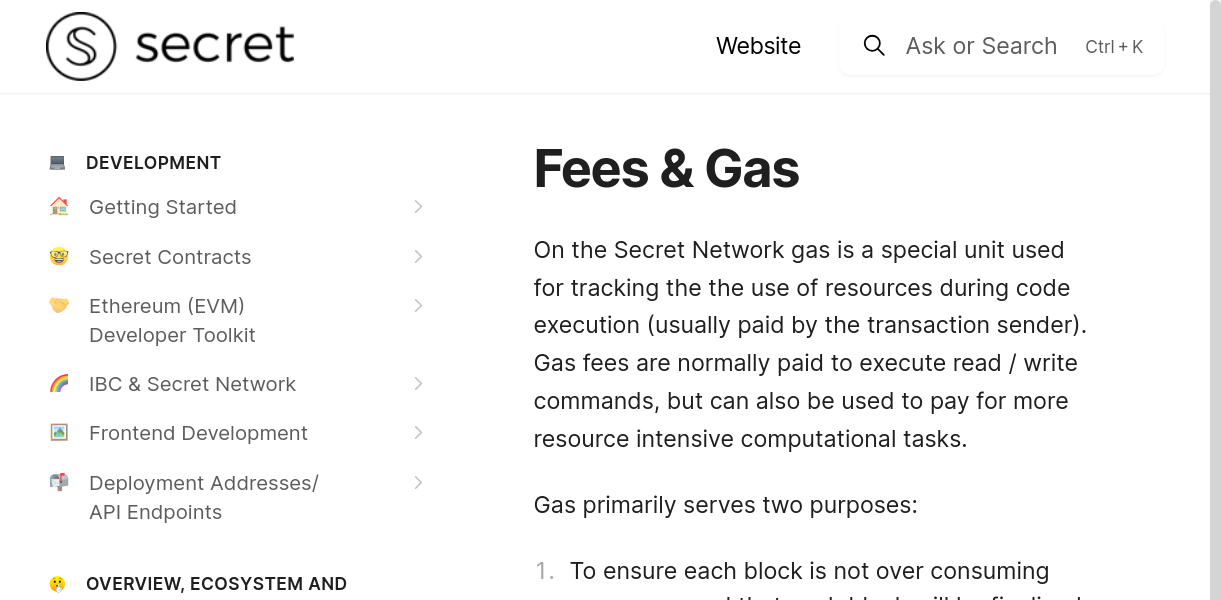 secret
Website
Ask or Search
Ctrl + K
DEVELOPMENT
Getting Started
Secret Contracts
Ethereum (EVM)
Developer Toolkit
IBC & Secret Network
Frontend Development
Deployment Addresses/
API Endpoints
OVERVIEW, ECOSYSTEM AND
Fees & Gas
On the Secret Network gas is a special unit used
for tracking the the use of resources during code
execution (usually paid by the transaction sender).
Gas fees are normally paid to execute read / write
commands, but can also be used to pay for more
resource intensive computational tasks.
Gas primarily serves two purposes:
1. To ensure each block is not over consuming